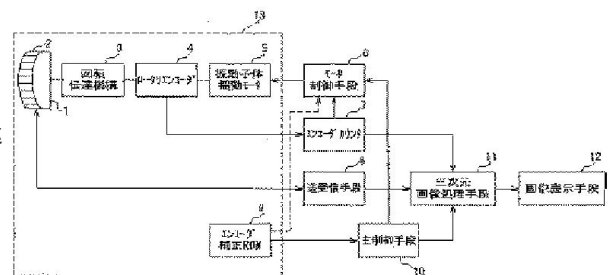 13
2
3
4
5
6
回転
伝達機構
ロータリエンコーダ
振動子体
揺動モータ
モータ
制御手段
1
7
エンコーダカウンタ
8
11
12
送受信手段
三次元
画像処理手段
画像表示手段
9
エンコーダ
補正ROM
主制御手段
10